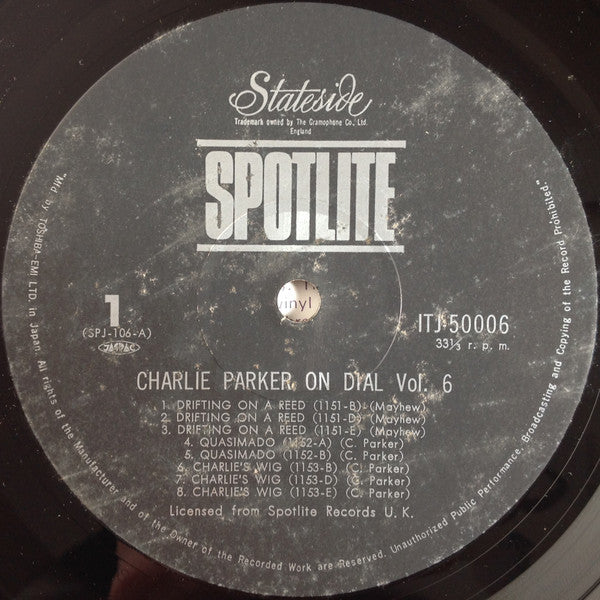 Stateside
Trademark owned by The Gramophone Co., Ltd.
England
SPOTLITE
1
(SPJ-106-A)
JASRAC
ITJ-50006
33⅓ r. p. m.
vinyl
CHARLIE PARKER ON DIAL Vol. 6
1. DRIFTING ON A REED (1151-B) (Mayhew)
2. DRIFTING ON A REED (1151-D) (Mayhew)
3. DRIFTING ON A REED (1151-E) (Mayhew)
4. QUASIMADO (1152-A) (C. Parker)
5. QUASIMADO (1152-B) (C. Parker)
6. CHARLIE'S WIG (1153-B) (C. Parker)
7. CHARLIE'S WIG (1153-D) (C. Parker)
8. CHARLIE'S WIG (1153-E) (C. Parker)
Licensed from Spotlite Records U. K.
"Mfd by TOSHIBA-EMI LTD. in Japan. All rights of the Manufacturer and of the Owner of the Recorded Work are Reserved. Unauthorized Public Performance, Broadcasting and Copying of the Record Prohibited"